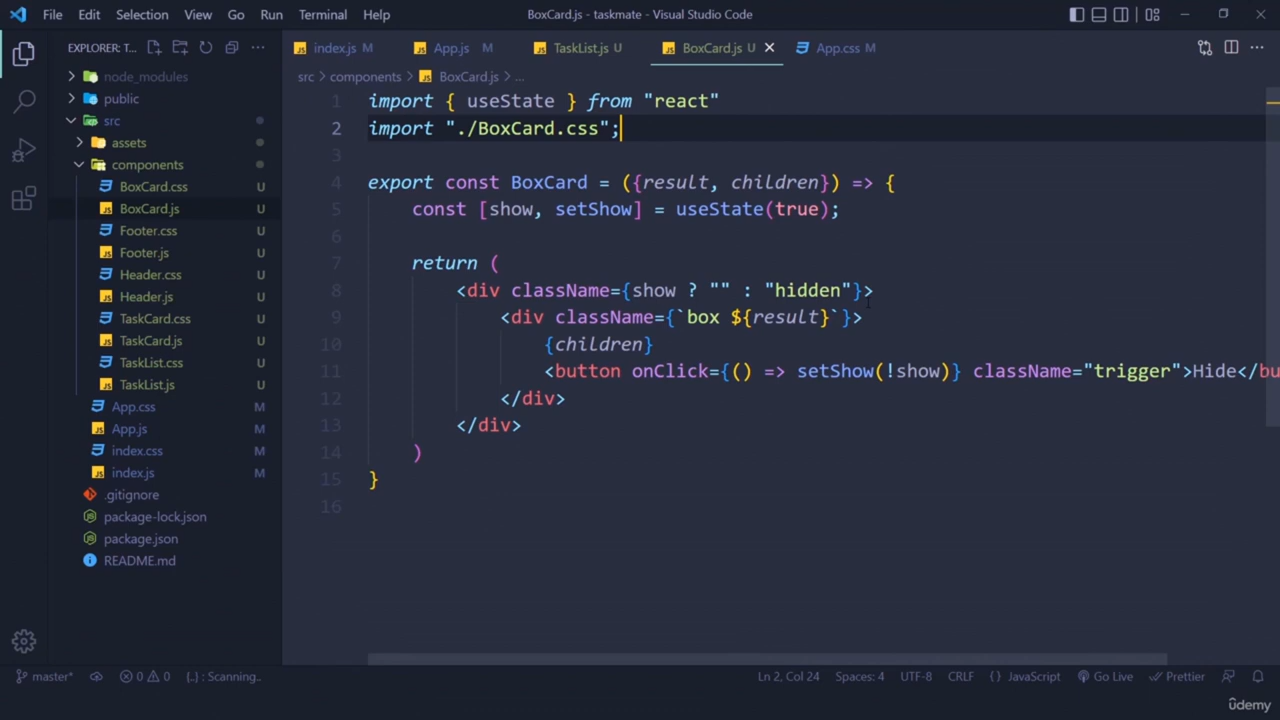 File Edit Selection View Go Run Terminal Help BoxCard.js - taskmate - Visual Studio Code
EXPLORER: T...
index.js M App.js M TaskList.js U BoxCard.js U App.css M
src > components > BoxCard.js > ...
node_modules
public
src
assets
components
BoxCard.css U
BoxCard.js U
Footer.css U
Footer.js U
Header.css U
Header.js U
TaskCard.css U
TaskCard.js U
TaskList.css U
TaskList.js U
App.css M
App.js M
index.css M
index.js M
.gitignore
package-lock.json
package.json
README.md
1 import { useState } from "react"
2 import "./BoxCard.css";
3
4 export const BoxCard = ({result, children}) => {
5 const [show, setShow] = useState(true);
6
7 return (
8 <div className={show ? "" : "hidden"}>
9 <div className={`box ${result}`}>
10 {children}
11 <button onClick={() => setShow(!show)} className="trigger">Hide</bu
12 </div>
13 </div>
14 )
15 }
16
master* 0 0 {..} : Scanning.. Ln 2, Col 24 Spaces: 4 UTF-8 CRLF {} JavaScript Go Live Prettier
ûdemy